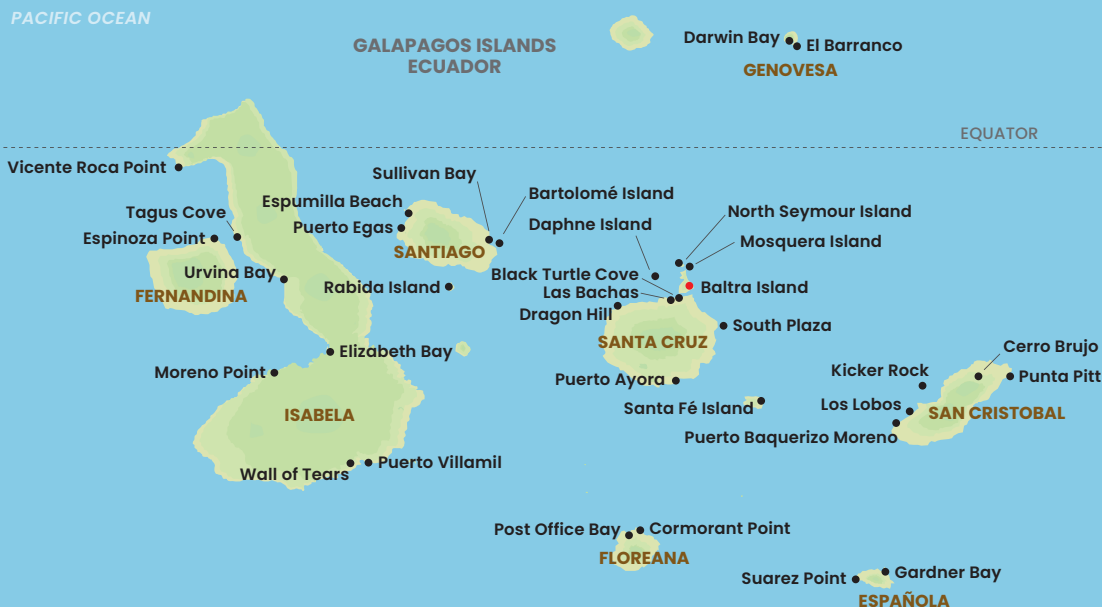 PACIFIC OCEAN
GALAPAGOS ISLANDS
ECUADOR
Darwin Bay
El Barranco
GENOVESA
EQUATOR
Vicente Roca Point
Sullivan Bay
Bartolomé Island
Espumilla Beach
Tagus Cove
Daphne Island
North Seymour Island
Puerto Egas
Espinoza Point
Mosquera Island
SANTIAGO
Urvina Bay
Black Turtle Cove
Rabida Island
Baltra Island
Las Bachas
FERNANDINA
Dragon Hill
South Plaza
SANTA CRUZ
Elizabeth Bay
Cerro Brujo
Moreno Point
Kicker Rock
Punta Pitt
Puerto Ayora
Los Lobos
Santa Fé Island
ISABELA
SAN CRISTOBAL
Puerto Baquerizo Moreno
Puerto Villamil
Wall of Tears
Post Office Bay
Cormorant Point
FLOREANA
Suarez Point
Gardner Bay
ESPAÑOLA